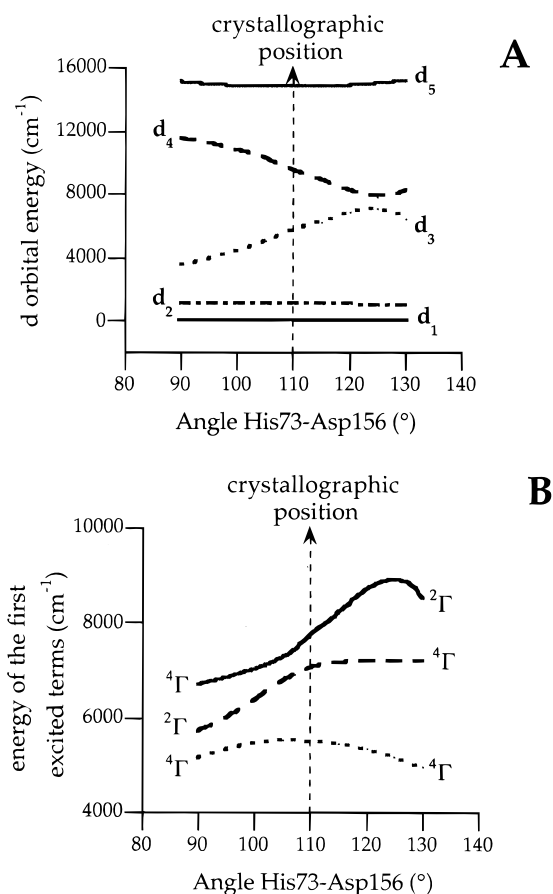 crystallographic
position
A
16000
12000
8000
4000
0
d orbital energy (cm-1)
d5
d4
d3
d2
d1
80 90 100 110 120 130 140
Angle His73-Asp156 (°)
crystallographic
position
B
10000
8000
6000
4000
energy of the first
excited terms (cm-1)
2Γ
4Γ
4Γ
2Γ
4Γ
4Γ
80 90 100 110 120 130 140
Angle His73-Asp156 (°)